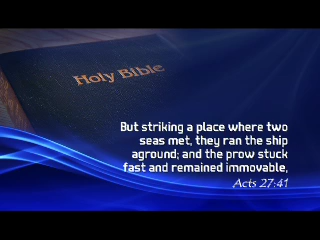 Holy Bible
But striking a place where two
seas met, they ran the ship
aground; and the prow stuck
fast and remained immovable,
Acts 27:41